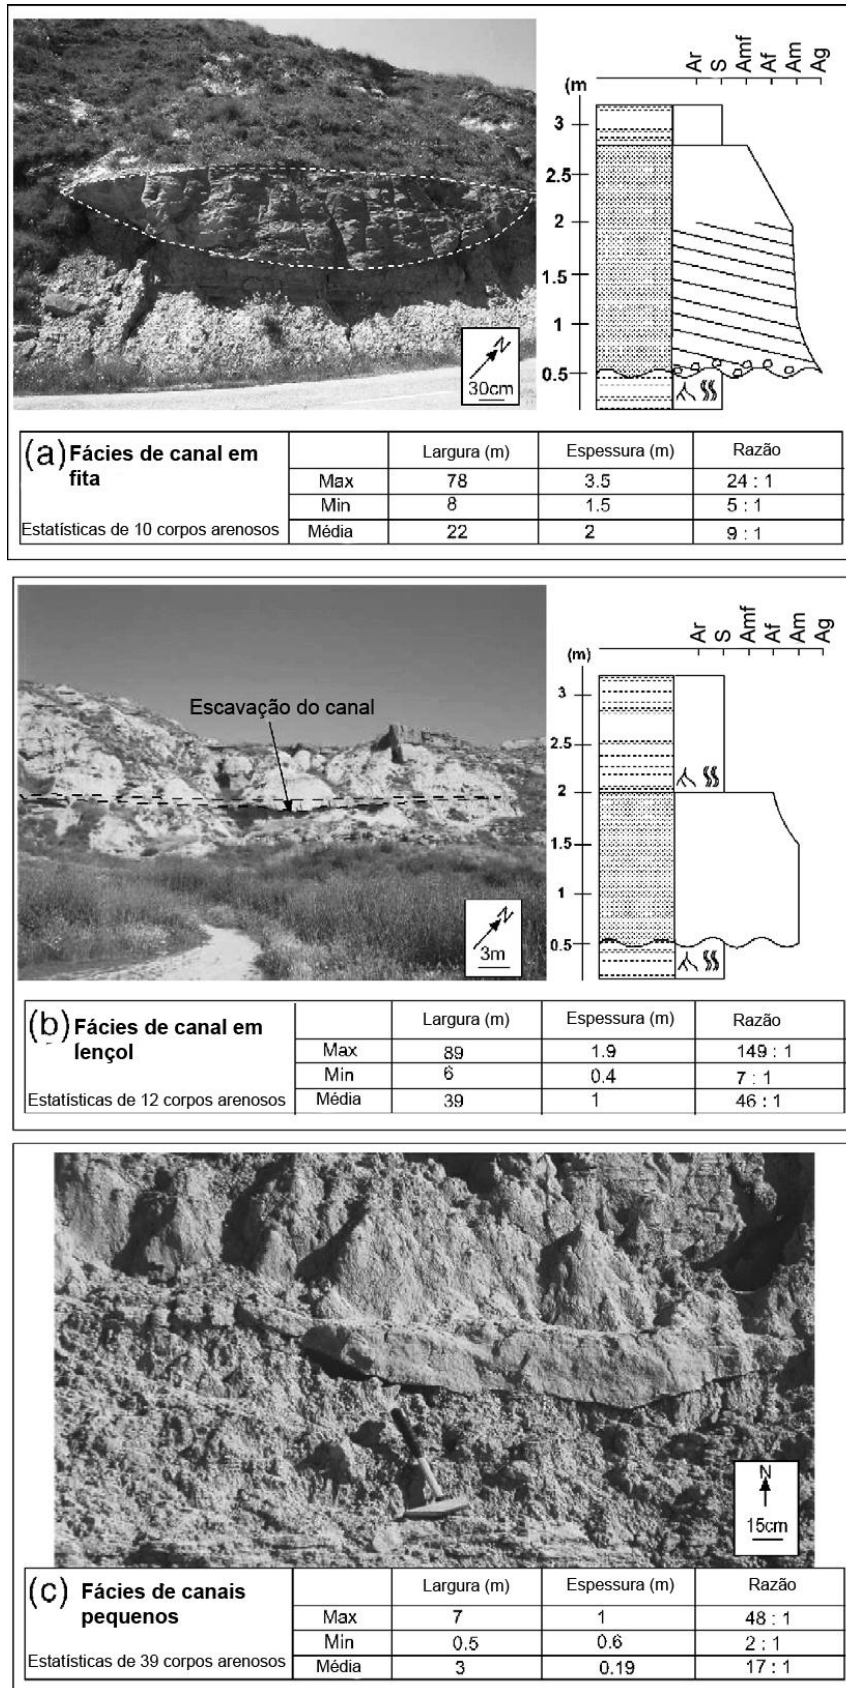 Ar S Amf Af Am Ag
(m
3
2.5
2
1.5
1
0.5
N
30cm
(a) Fácies de canal em fita
Estatísticas de 10 corpos arenosos
Largura (m) Espessura (m) Razão
Max 78 3.5 24 : 1
Min 8 1.5 5 : 1
Média 22 2 9 : 1
Escavação do canal
Ar S Amf Af Am Ag
(m)
3
2.5
2
1.5
1
0.5
N
3m
(b) Fácies de canal em lençol
Estatísticas de 12 corpos arenosos
Largura (m) Espessura (m) Razão
Max 89 1.9 149 : 1
Min 6 0.4 7 : 1
Média 39 1 46 : 1
N
15cm
(c) Fácies de canais pequenos
Estatísticas de 39 corpos arenosos
Largura (m) Espessura (m) Razão
Max 7 1 48 : 1
Min 0.5 0.6 2 : 1
Média 3 0.19 17 : 1